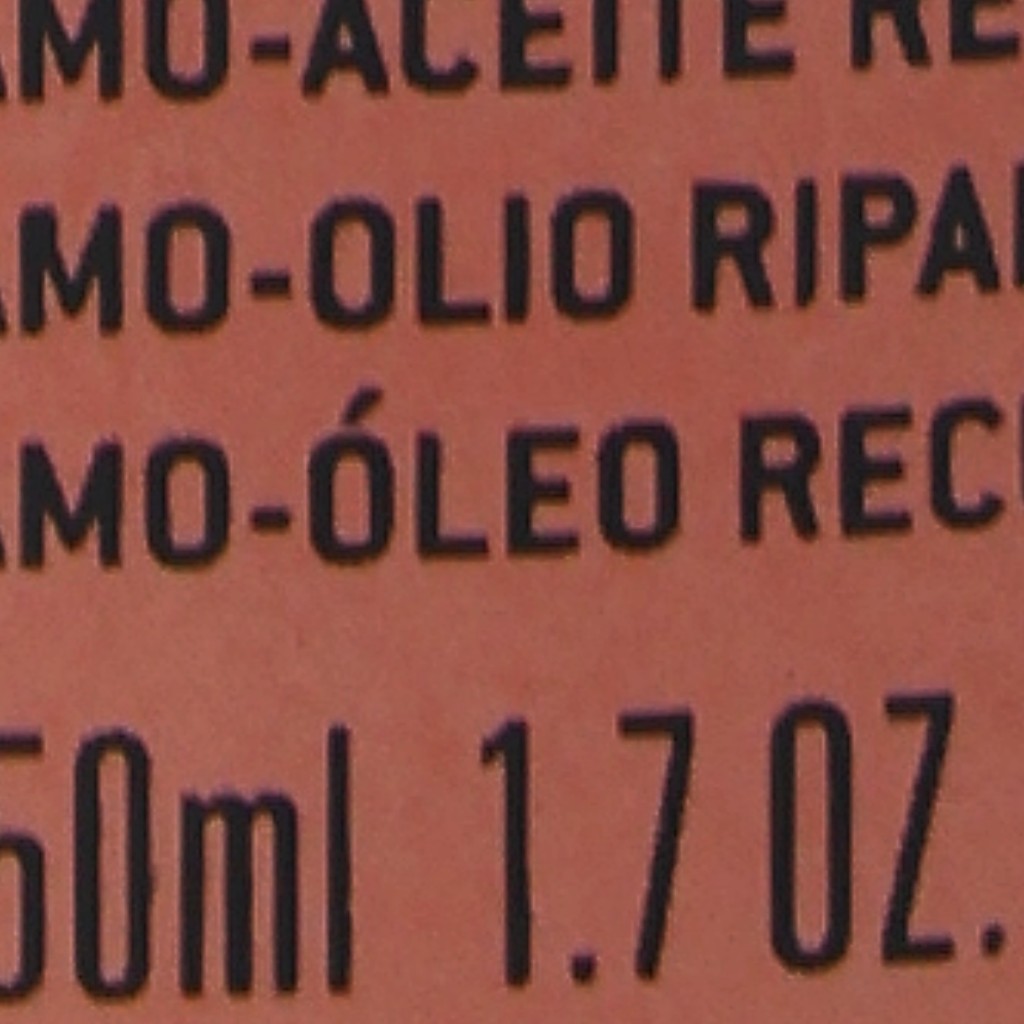 AMO-ACEITE RE
AMO-OLIO RIPA
AMO-ÓLEO REC
50ml 1.7 OZ.